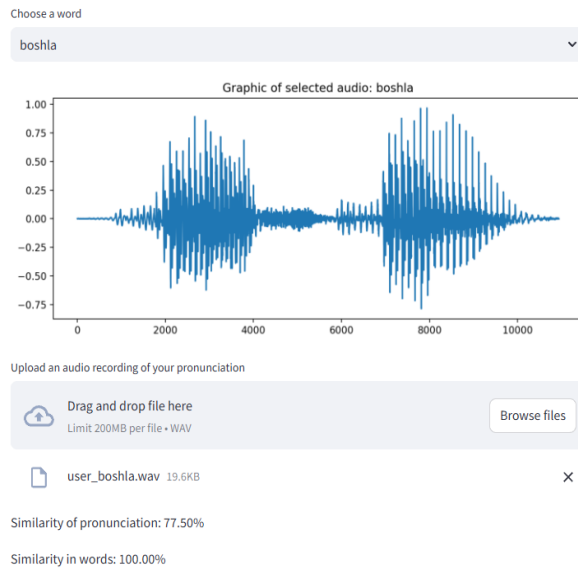 Choose a word
boshla
Graphic of selected audio: boshla
1.00
0.75
0.50
0.25
0.00
−0.25
−0.50
−0.75
0 2000 4000 6000 8000 10000
Upload an audio recording of your pronunciation
Drag and drop file here
Limit 200MB per file • WAV
Browse files
user_boshla.wav 19.6KB
Similarity of pronunciation: 77.50%
Similarity in words: 100.00%